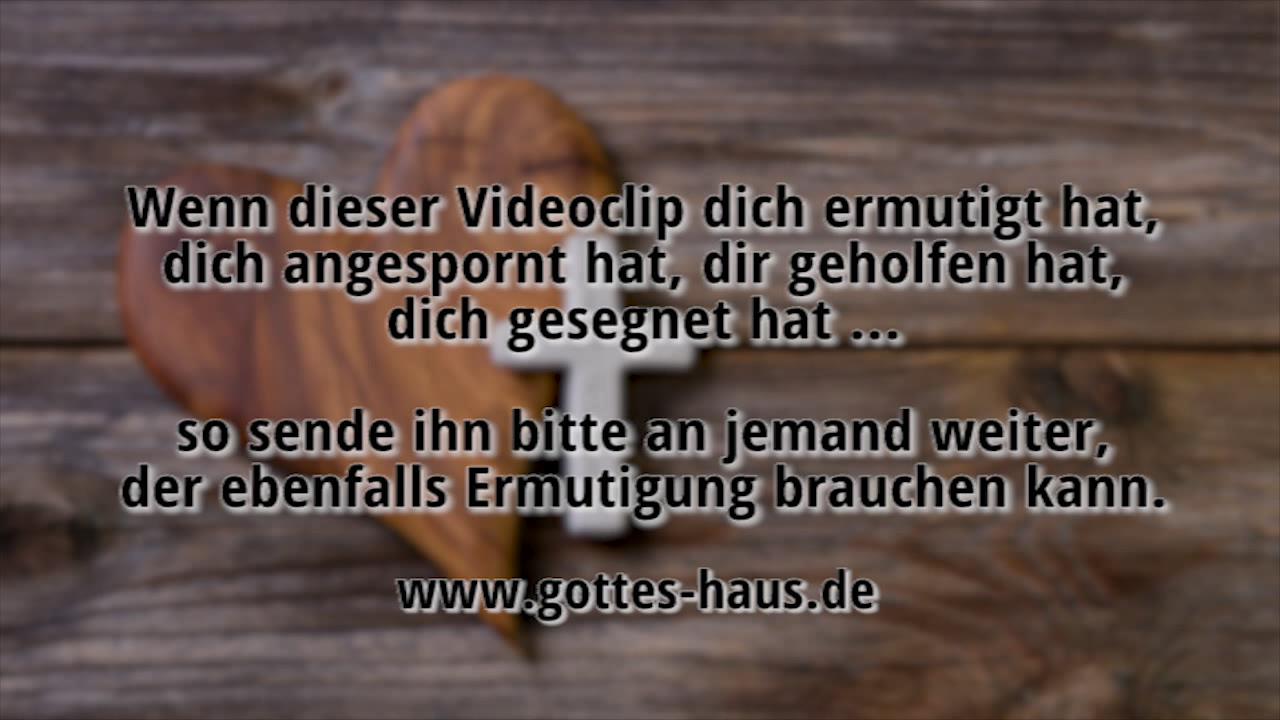 Wenn dieser Videoclip dich ermutigt hat,
dich angespornt hat, dir geholfen hat,
dich gesegnet hat ...
so sende ihn bitte an jemand weiter,
der ebenfalls Ermutigung brauchen kann.
www.gottes-haus.de